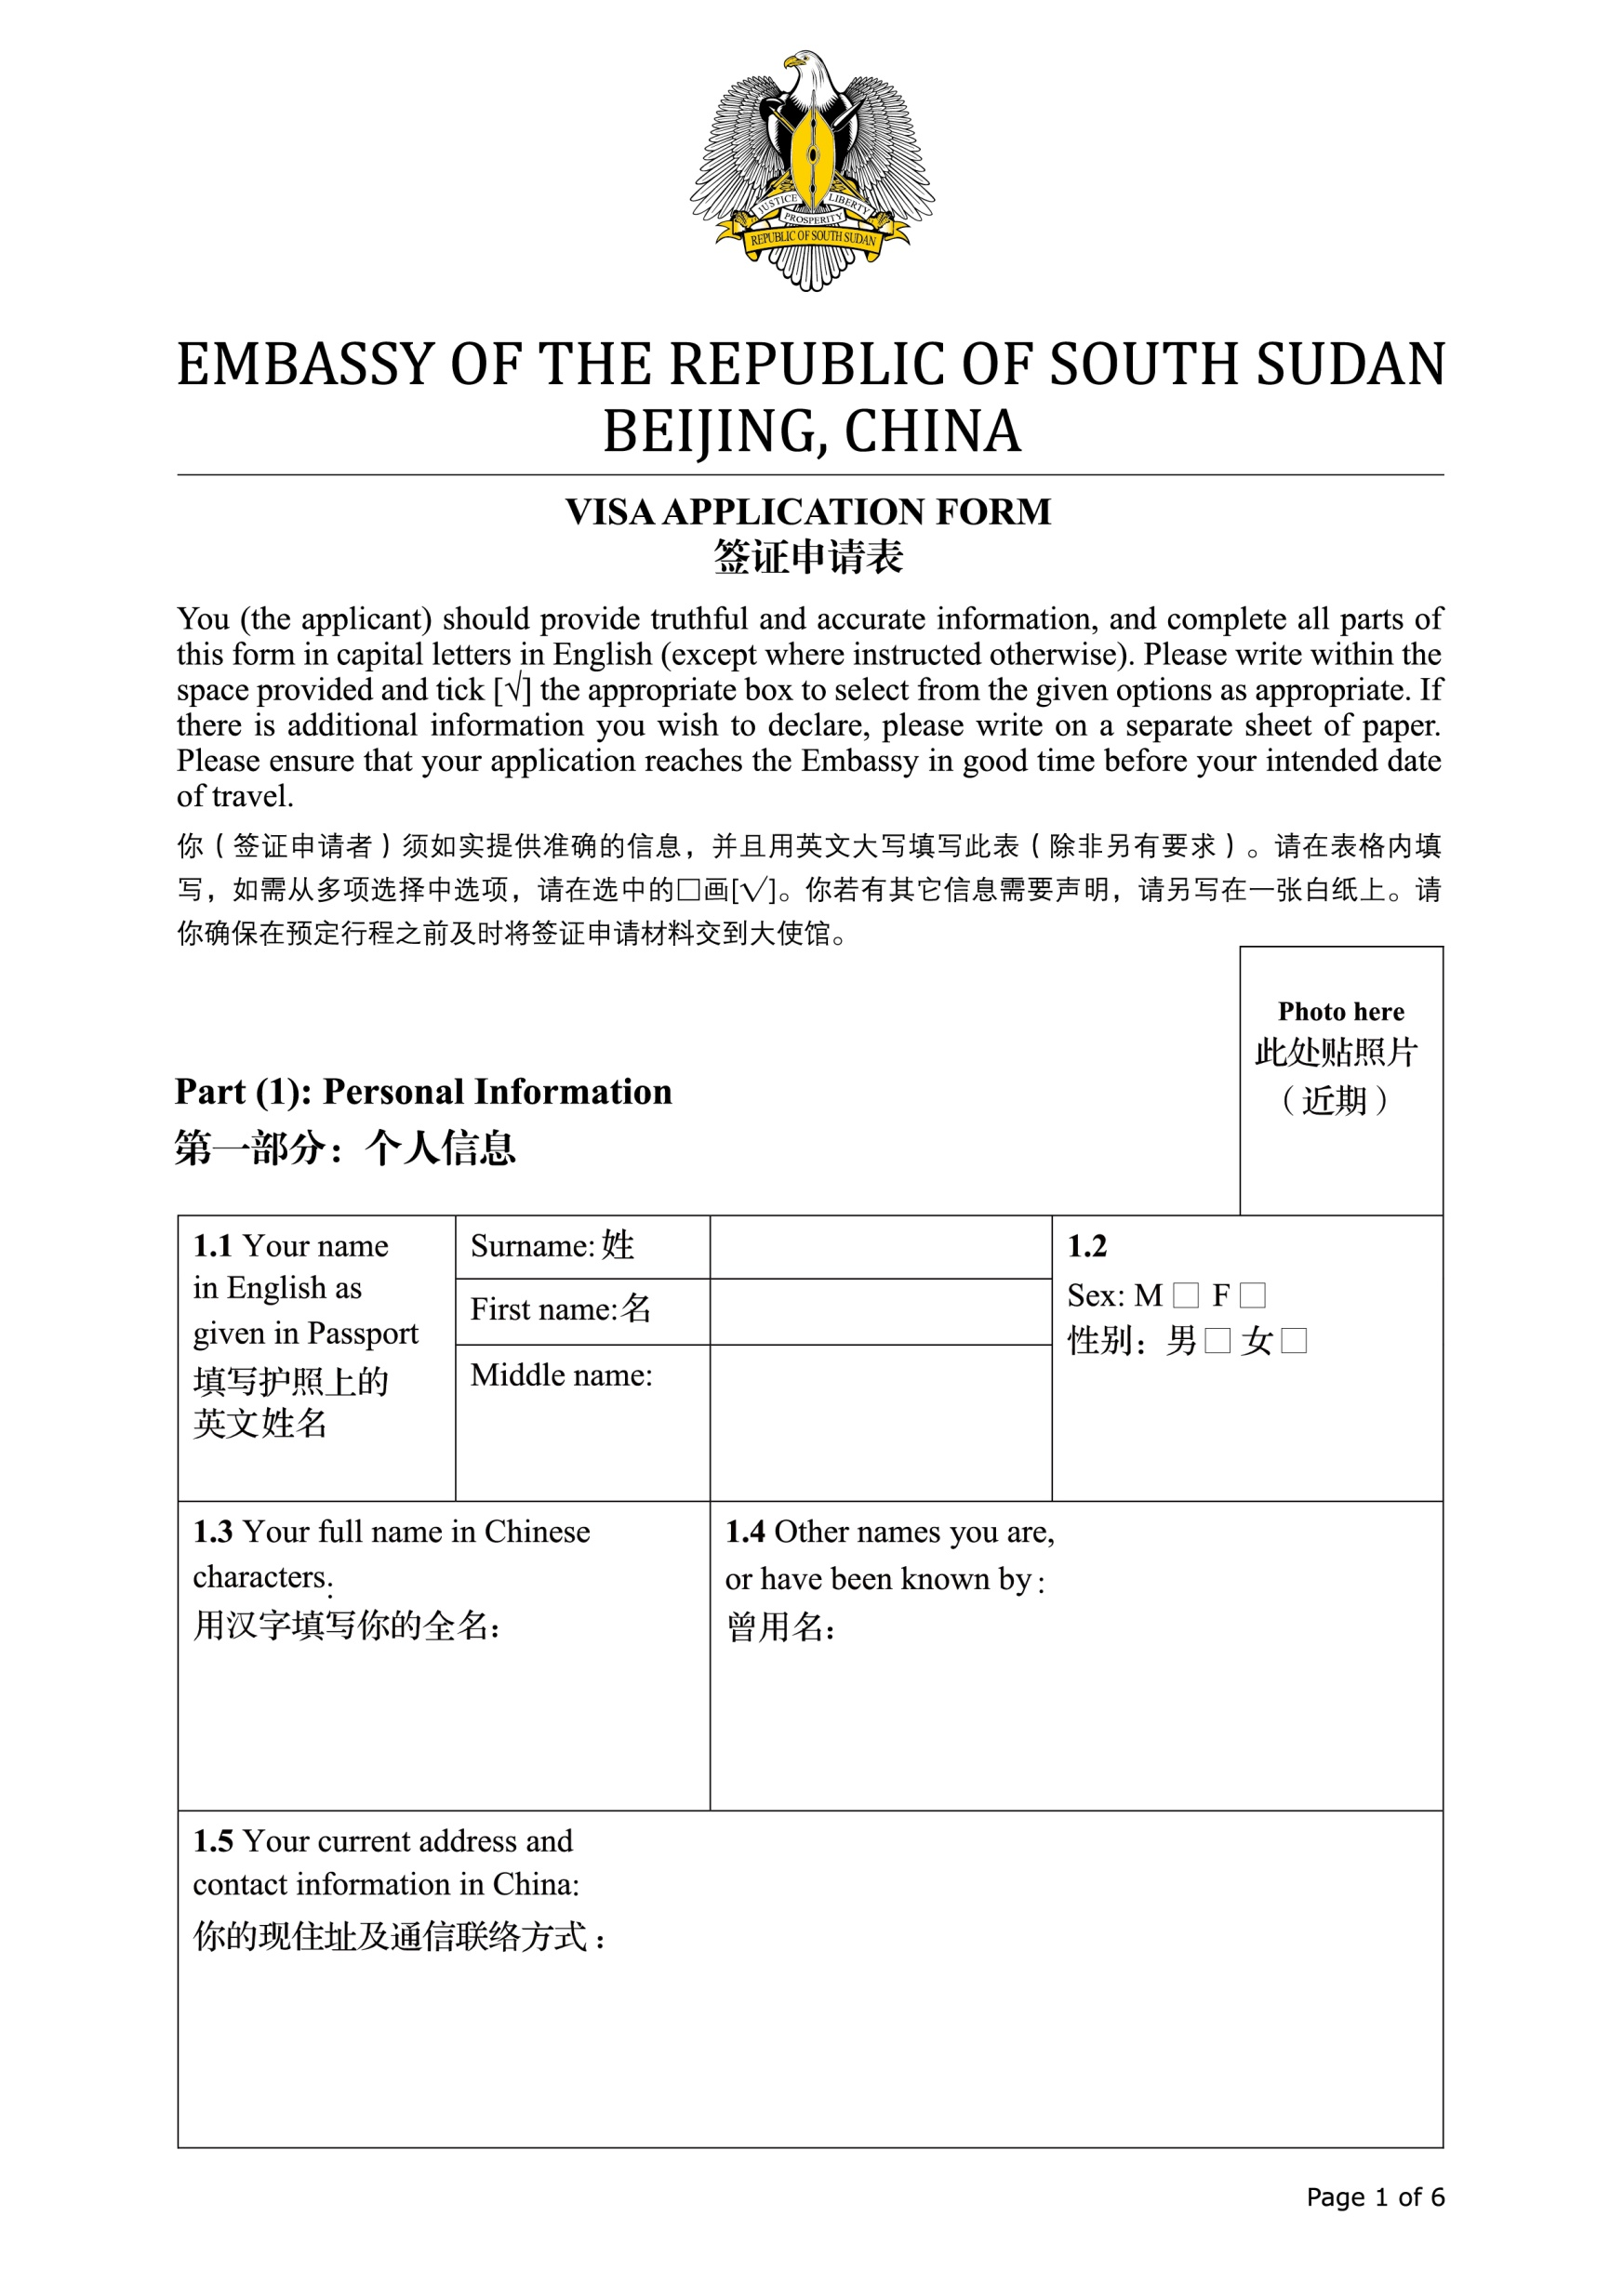 JUSTICE LIBERTY
PROSPERITY
REPUBLIC OF SOUTH SUDAN
EMBASSY OF THE REPUBLIC OF SOUTH SUDAN
BEIJING, CHINA
VISA APPLICATION FORM
签证申请表
You (the applicant) should provide truthful and accurate information, and complete all parts of
this form in capital letters in English (except where instructed otherwise). Please write within the
space provided and tick [√] the appropriate box to select from the given options as appropriate. If
there is additional information you wish to declare, please write on a separate sheet of paper.
Please ensure that your application reaches the Embassy in good time before your intended date
of travel.
你（签证申请者）须如实提供准确的信息，并且用英文大写填写此表（除非另有要求）。请在表格内填
写，如需从多项选择中选项，请在选中的□画[√]。你若有其它信息需要声明，请另写在一张白纸上。请
你确保在预定行程之前及时将签证申请材料交到大使馆。
Photo here
此处贴照片
（近期）
Part (1): Personal Information
第一部分：个人信息
1.1 Your name
in English as
given in Passport
填写护照上的
英文姓名
Surname: 姓
First name:名
Middle name:
1.2
Sex: M □ F □
性别：男□ 女□
1.3 Your full name in Chinese
characters:
用汉字填写你的全名：
1.4 Other names you are,
or have been known by :
曾用名：
1.5 Your current address and
contact information in China:
你的现住址及通信联络方式：
Page 1 of 6